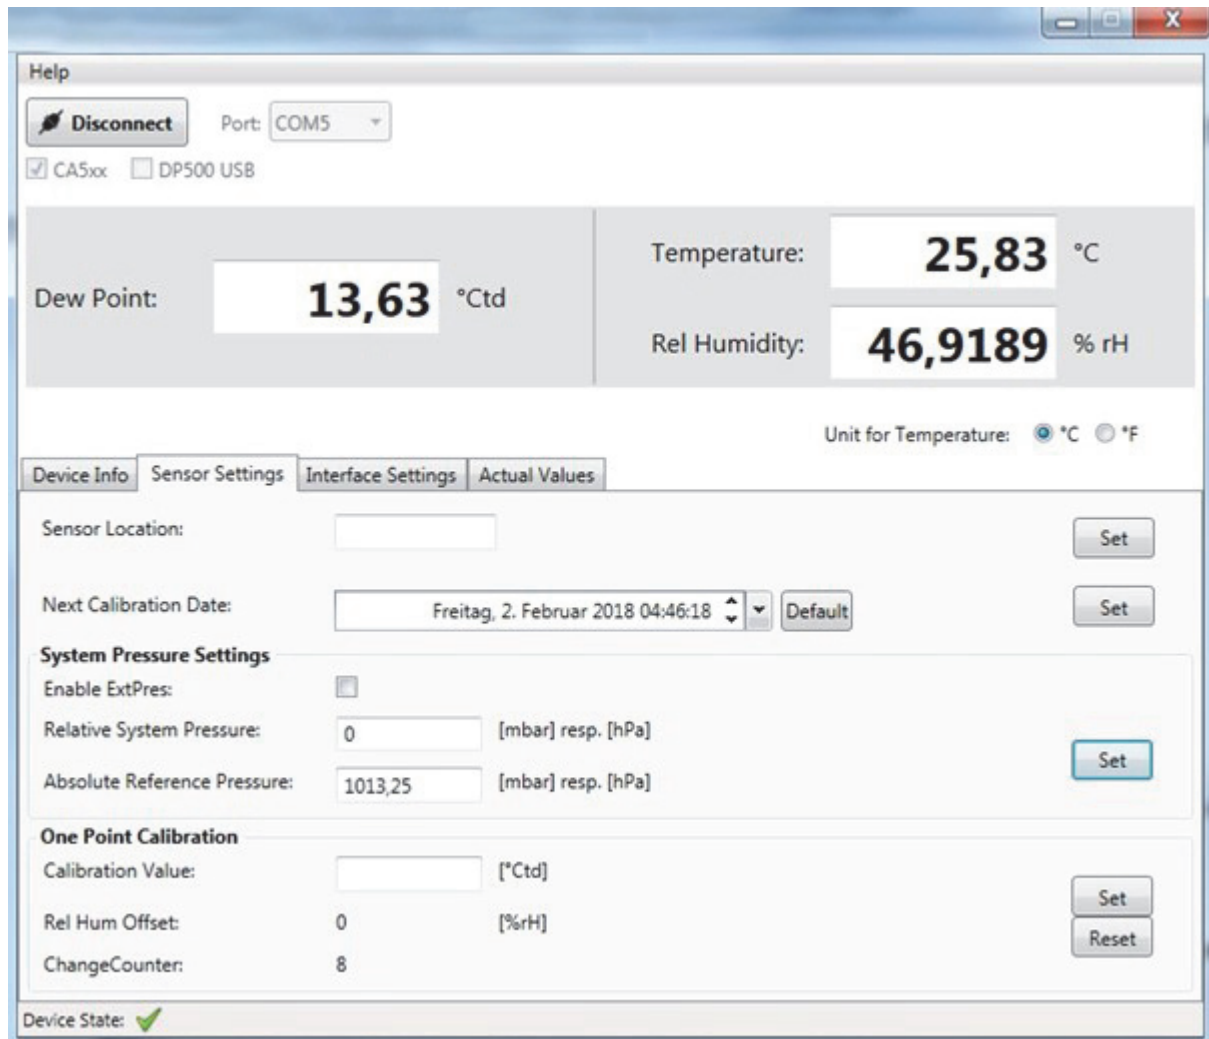 Help
Disconnect Port: COM5
CA5xx DP500 USB
Temperature: 25,83 °C
Dew Point: 13,63 °Ctd
Rel Humidity: 46,9189 % rH
Unit for Temperature: °C °F
Device Info Sensor Settings Interface Settings Actual Values
Sensor Location: Set
Next Calibration Date: Freitag, 2. Februar 2018 04:46:18 Default Set
System Pressure Settings
Enable ExtPres:
Relative System Pressure: 0 [mbar] resp. [hPa]
Set
Absolute Reference Pressure: 1013,25 [mbar] resp. [hPa]
One Point Calibration
Calibration Value: [°Ctd]
Set
Rel Hum Offset: 0 [%rH]
Reset
ChangeCounter: 8
Device State: